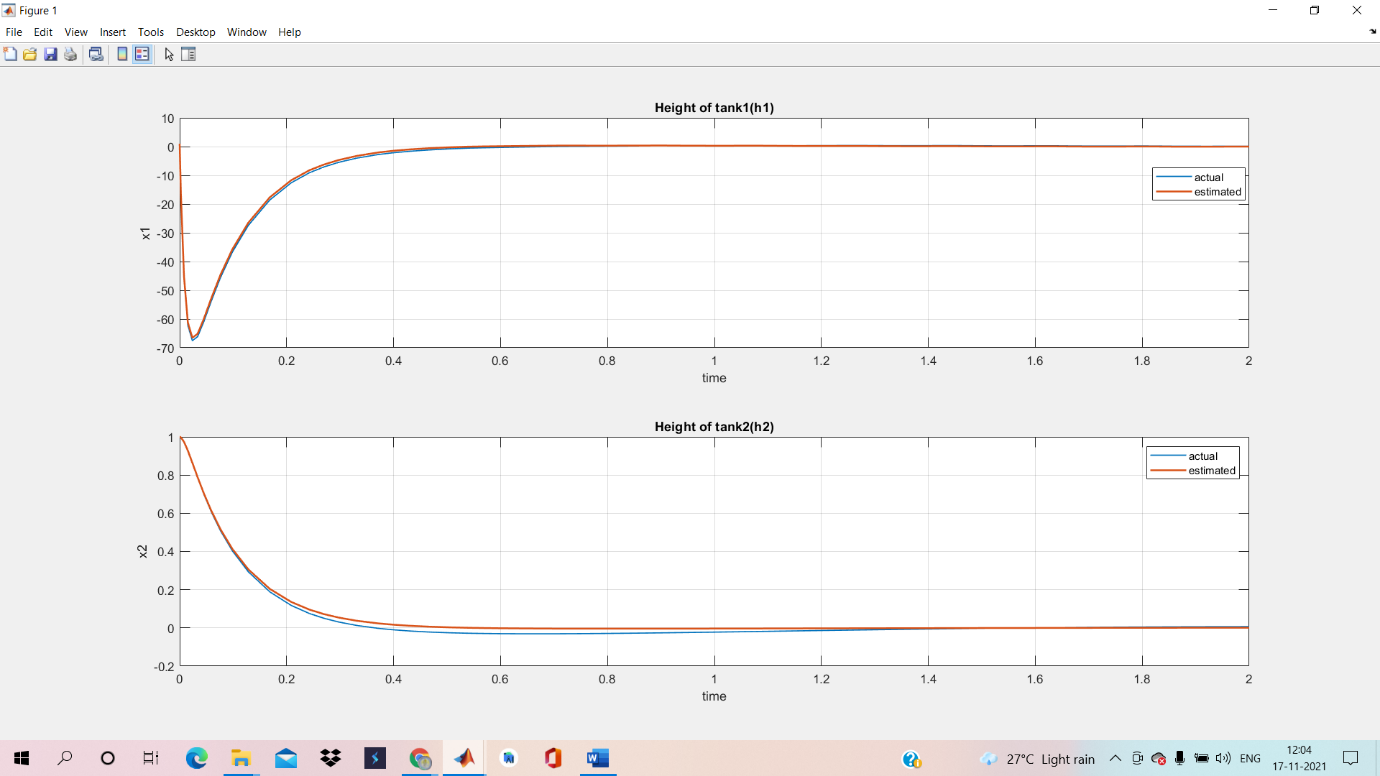 Figure 1
File Edit View Insert Tools Desktop Window Help
Height of tank1(h1)
10
0
-10
-20
-30
-40
-50
-60
-70
x1
actual
estimated
0 0.2 0.4 0.6 0.8 1 1.2 1.4 1.6 1.8 2
time
Height of tank2(h2)
1
0.8
0.6
0.4
0.2
0
-0.2
x2
actual
estimated
0 0.2 0.4 0.6 0.8 1 1.2 1.4 1.6 1.8 2
time
27°C Light rain
ENG
12:04
17-11-2021